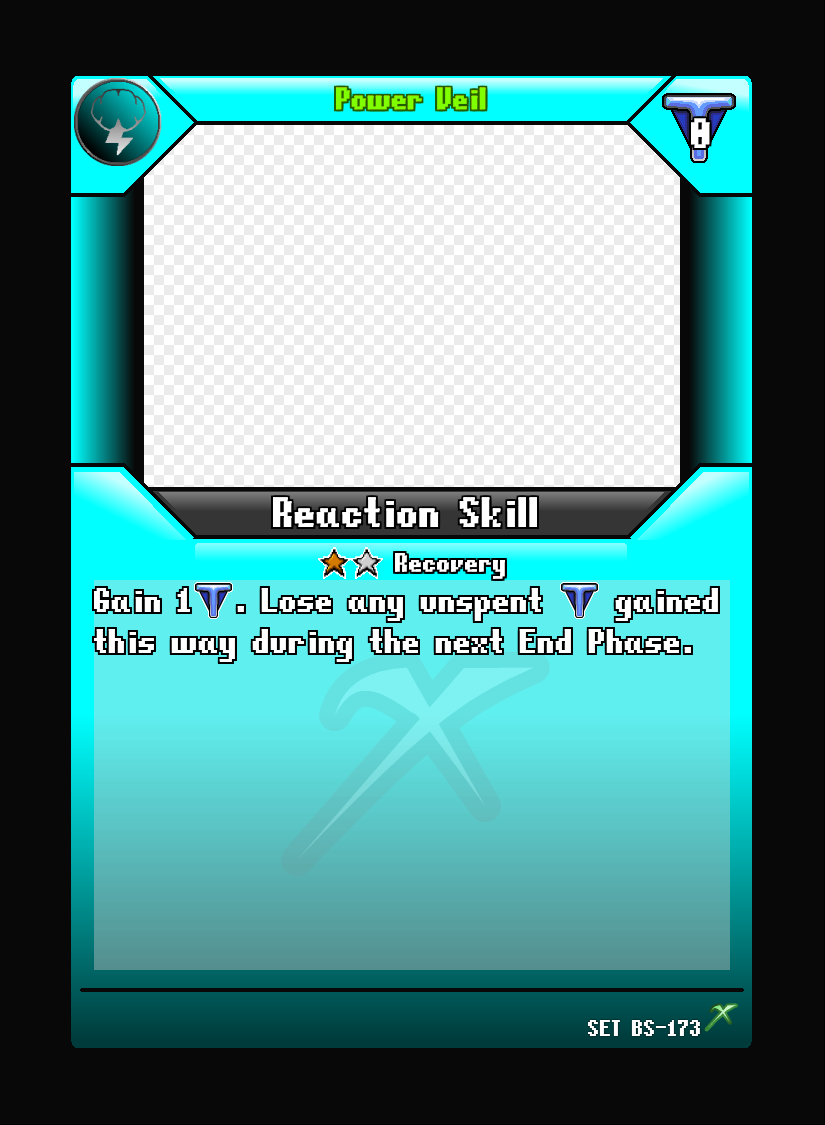 Power Veil
0
Reaction Skill
Recovery
Gain 1. Lose any unspent gained
this way during the next End Phase.
SET BS-173